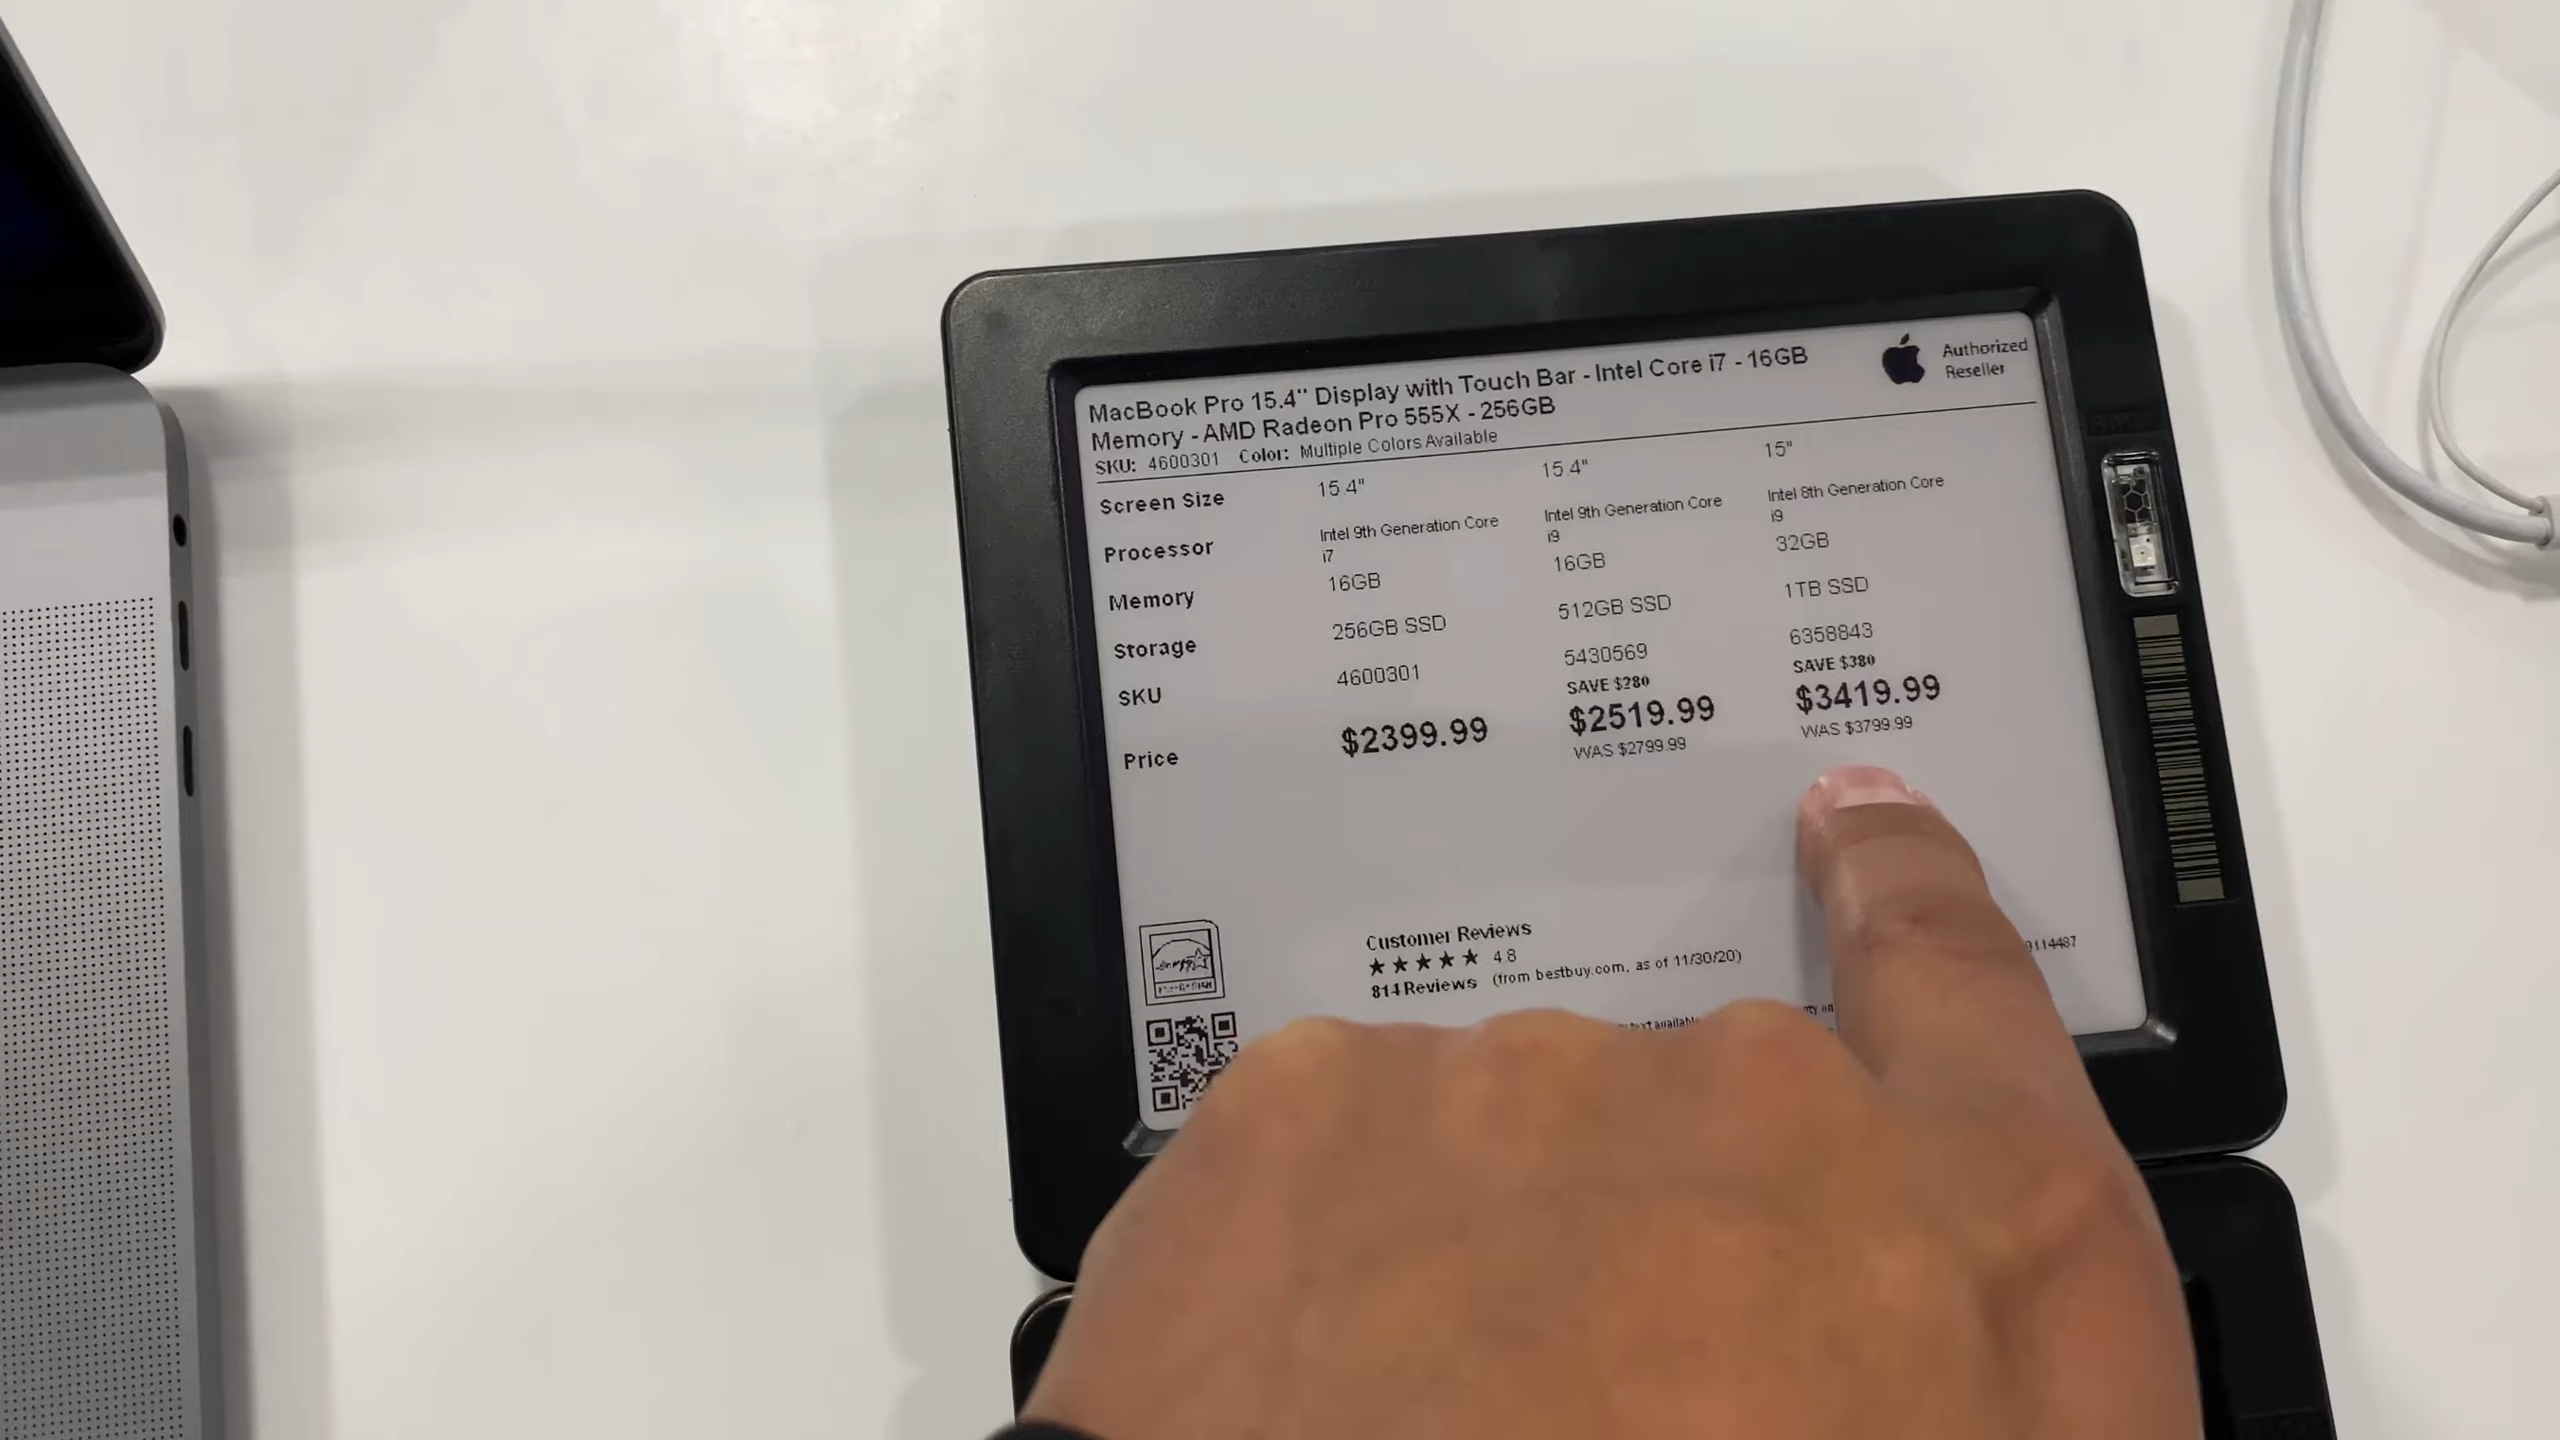 MacBook Pro 15.4" Display with Touch Bar - Intel Core i7 - 16GB
Memory - AMD Radeon Pro 555X - 256GB
SKU: 4600301 Color: Multiple Colors Available
Authorized
Reseller
Screen Size 15.4" 15.4" 15"
Processor Intel 9th Generation Core i7 Intel 9th Generation Core i9 Intel 8th Generation Core i9
Memory 16GB 16GB 32GB
Storage 256GB SSD 512GB SSD 1TB SSD
SKU 4600301 5430569 6358843
SAVE $280 SAVE $380
Price $2399.99 $2519.99 $3419.99
WAS $2799.99 WAS $3799.99
Customer Reviews
★★★★★ 4.8
814 Reviews (from bestbuy.com, as of 11/30/20)
114487
text available
on